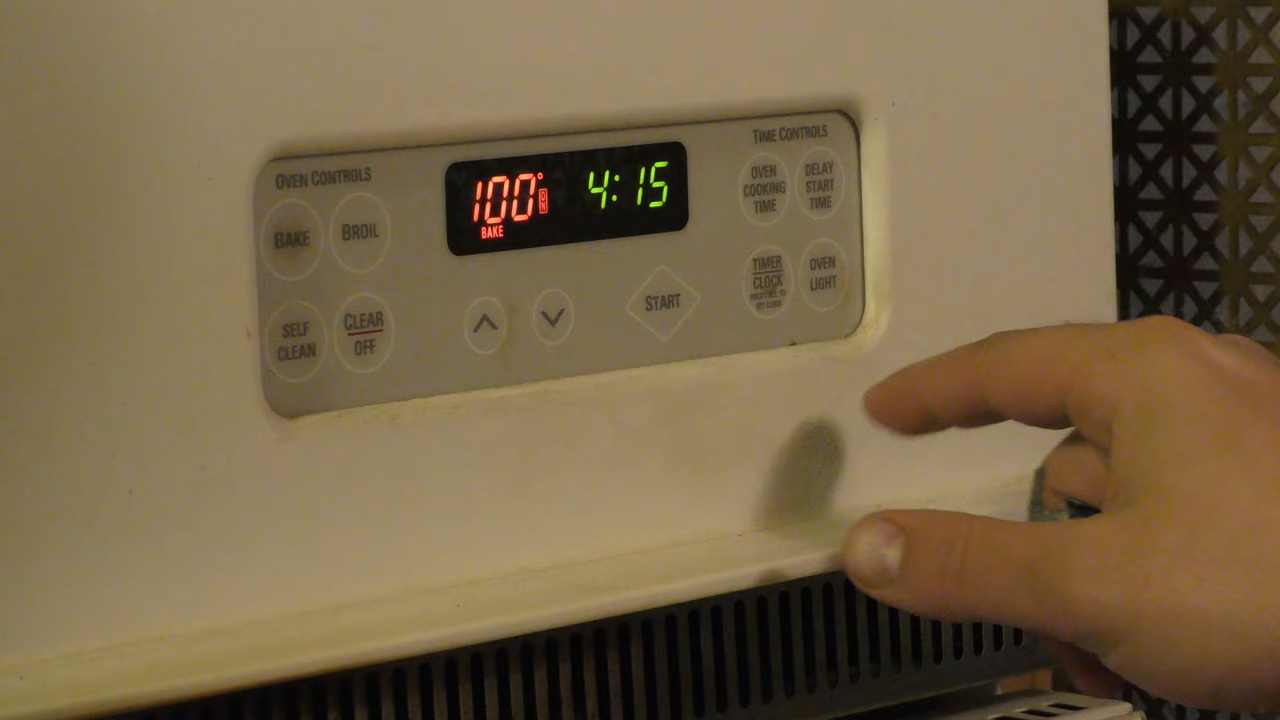 OVEN CONTROLS
BAKE
BROIL
SELF
CLEAN
CLEAR
OFF
100°
ON
BAKE
4:15
START
TIME CONTROLS
OVEN
COOKING
TIME
DELAY
START
TIME
TIMER
CLOCK
OVEN
LIGHT